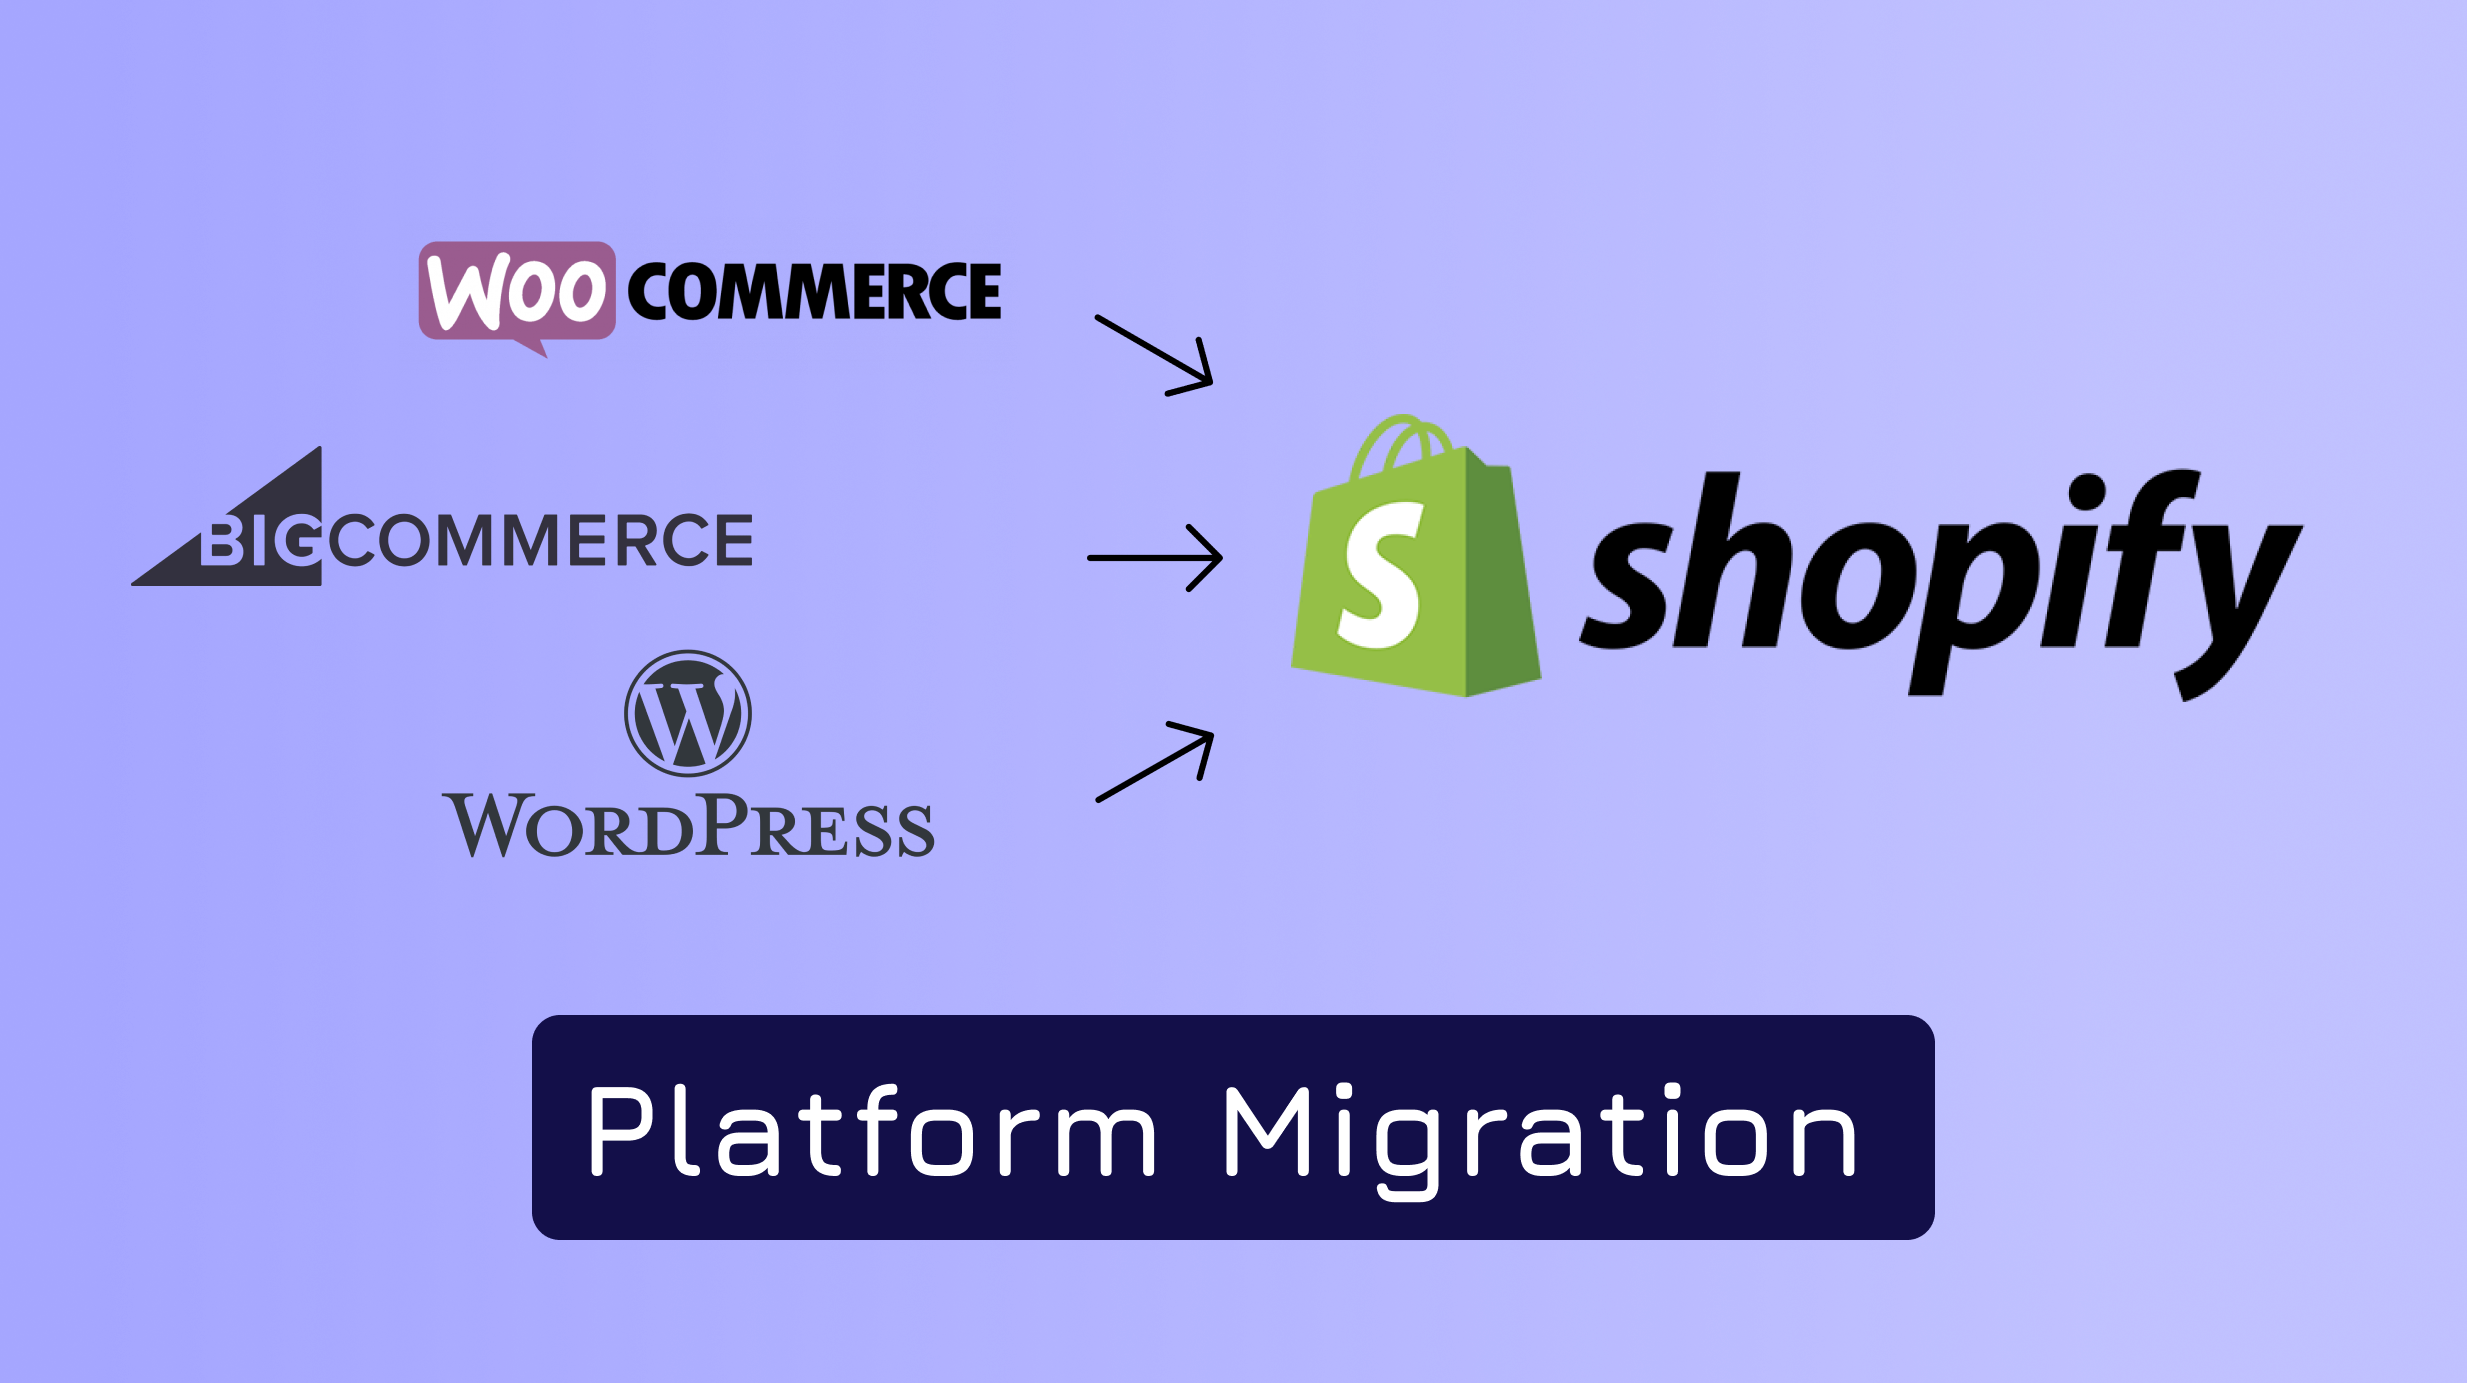 WOO COMMERCE
BIGCOMMERCE
W
WORDPRESS
S shopify
Platform Migration